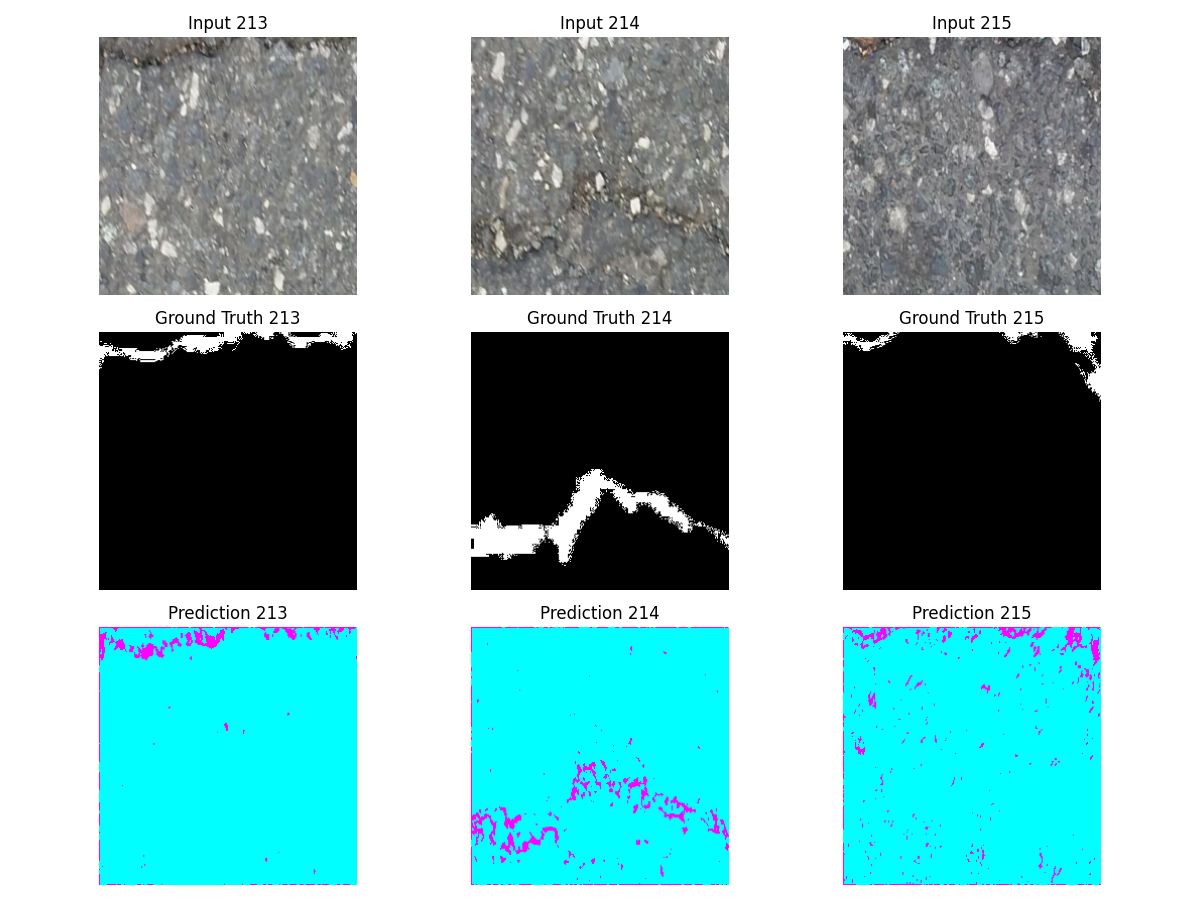 Input 213
Input 214
Input 215
Ground Truth 213
Ground Truth 214
Ground Truth 215
Prediction 213
Prediction 214
Prediction 215